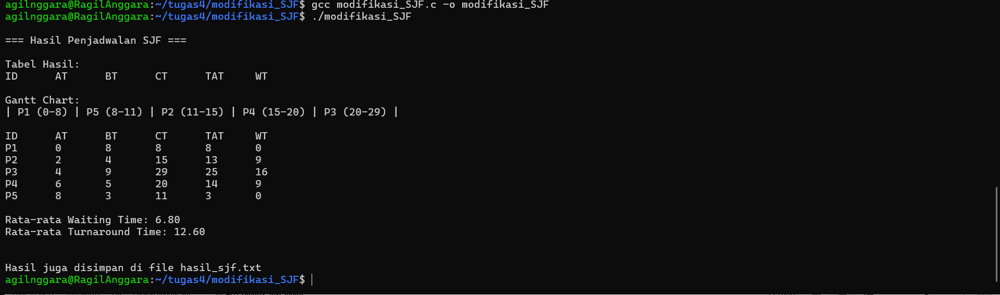 agilnggara@RagilAnggara:~/tugas4/modifikasi_SJF$ gcc modifikasi_SJF.c -o modifikasi_SJF
agilnggara@RagilAnggara:~/tugas4/modifikasi_SJF$ ./modifikasi_SJF
=== Hasil Penjadwalan SJF ===
Tabel Hasil:
ID AT BT CT TAT WT
Gantt Chart:
| P1 (0-8) | P5 (8-11) | P2 (11-15) | P4 (15-20) | P3 (20-29) |
ID AT BT CT TAT WT
P1 0 8 8 8 0
P2 2 4 15 13 9
P3 4 9 29 25 16
P4 6 5 20 14 9
P5 8 3 11 3 0
Rata-rata Waiting Time: 6.80
Rata-rata Turnaround Time: 12.60
Hasil juga disimpan di file hasil_sjf.txt
agilnggara@RagilAnggara:~/tugas4/modifikasi_SJF$